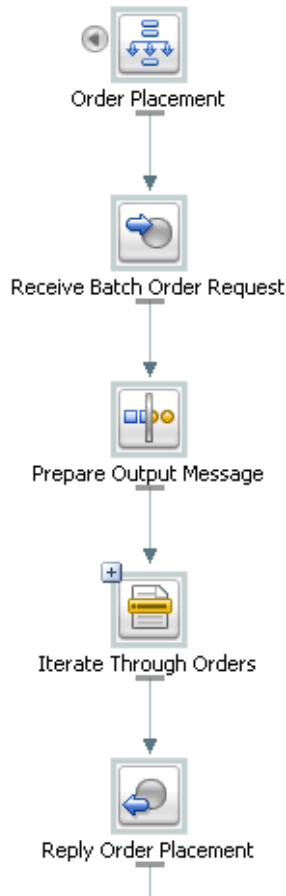 Order Placement
Receive Batch Order Request
Prepare Output Message
Iterate Through Orders
Reply Order Placement